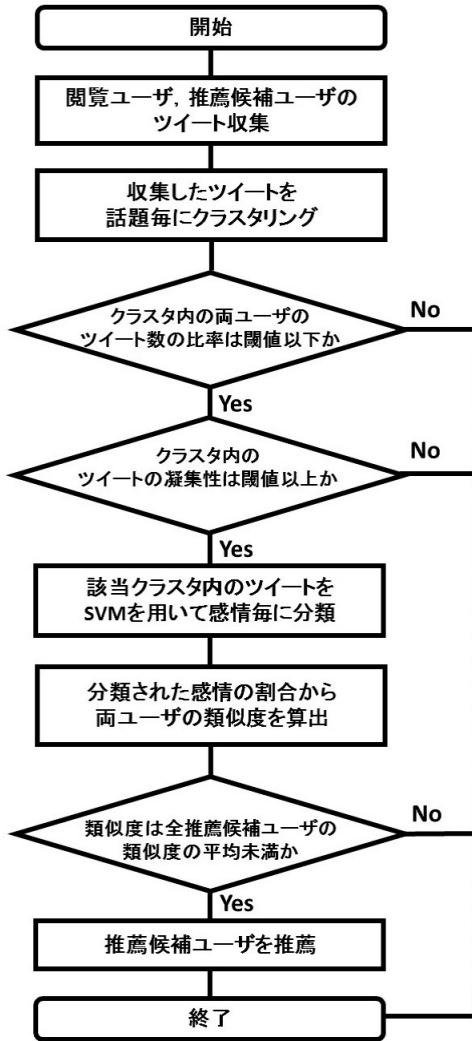 開始
閲覧ユーザ，推薦候補ユーザの
ツイート収集
収集したツイートを
話題毎にクラスタリング
クラスタ内の両ユーザの
ツイート数の比率は閾値以下か
No
Yes
クラスタ内の
ツイートの凝集性は閾値以上か
No
Yes
該当クラスタ内のツイートを
SVMを用いて感情毎に分類
分類された感情の割合から
両ユーザの類似度を算出
類似度は全推薦候補ユーザの
類似度の平均未満か
No
Yes
推薦候補ユーザを推薦
終了